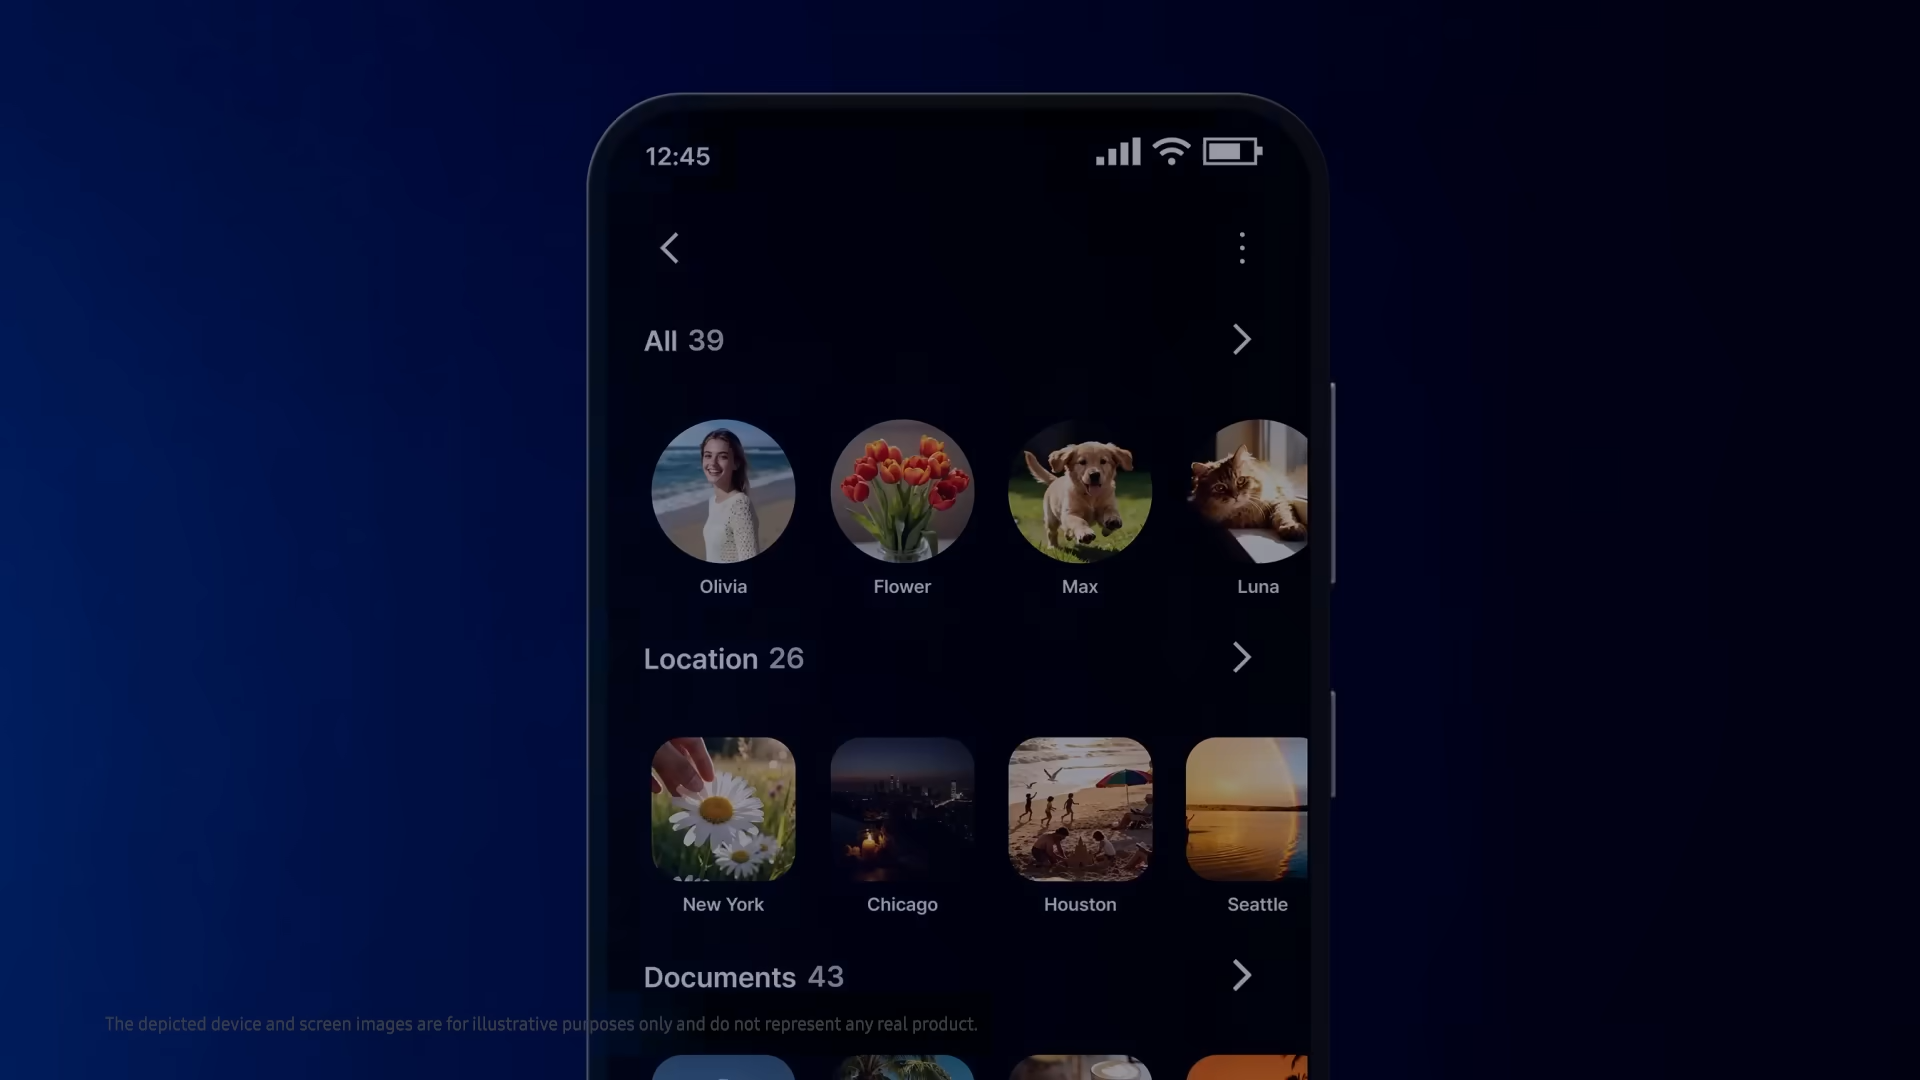 12:45
All 39
Olivia Flower Max Luna
Location 26
New York Chicago Houston Seattle
Documents 43
The depicted device and screen images are for illustrative purposes only and do not represent any real product.